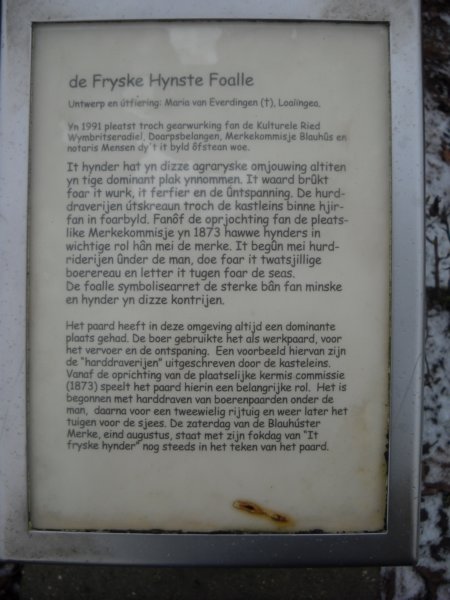 de Fryske Hynste Foalle
Untwerp en útfiering: Maria van Everdingen (†), Loaiingea.
Yn 1991 pleatst troch gearwurking fan de Kulturele Ried
Wymbritseradiel, Doarpsbelangen, Merkekommisje Blauhûs en
notaris Mensen dy't it byld ôfstean woe.
It hynder hat yn dizze agraryske omjouwing altiten
yn tige dominant plak ynnommen. It waard brûkt
foar it wurk, it ferfier en de ûntspanning. De hurd-
draverijen útskreaun troch de kasteleins binne hjir-
fan in foarbyld. Fanôf de oprjochting fan de pleats-
like Merkekommisje yn 1873 hawwe hynders in
wichtige rol hân mei de merke. It begûn mei hurd-
riderijen ûnder de man, doe foar it twatsjillige
boerereau en letter it tugen foar de seas.
De foalle symbolisearret de sterke bân fan minske
en hynder yn dizze kontrijen.
Het paard heeft in deze omgeving altijd een dominante
plaats gehad. De boer gebruikte het als werkpaard, voor
het vervoer en de ontspaning. Een voorbeeld hiervan zijn
de "harddraverijen" uitgeschreven door de kasteleins.
Vanaf de oprichting van de plaatselijke kermis commissie
(1873) speelt het paard hierin een belangrijke rol. Het is
begonnen met harddraven van boerenpaarden onder de
man, daarna voor een tweewielig rijtuig en weer later het
tuigen voor de sjees. De zaterdag van de Blauhúster
Merke, eind augustus, staat met zijn fokdag van "It
fryske hynder" nog steeds in het teken van het paard.